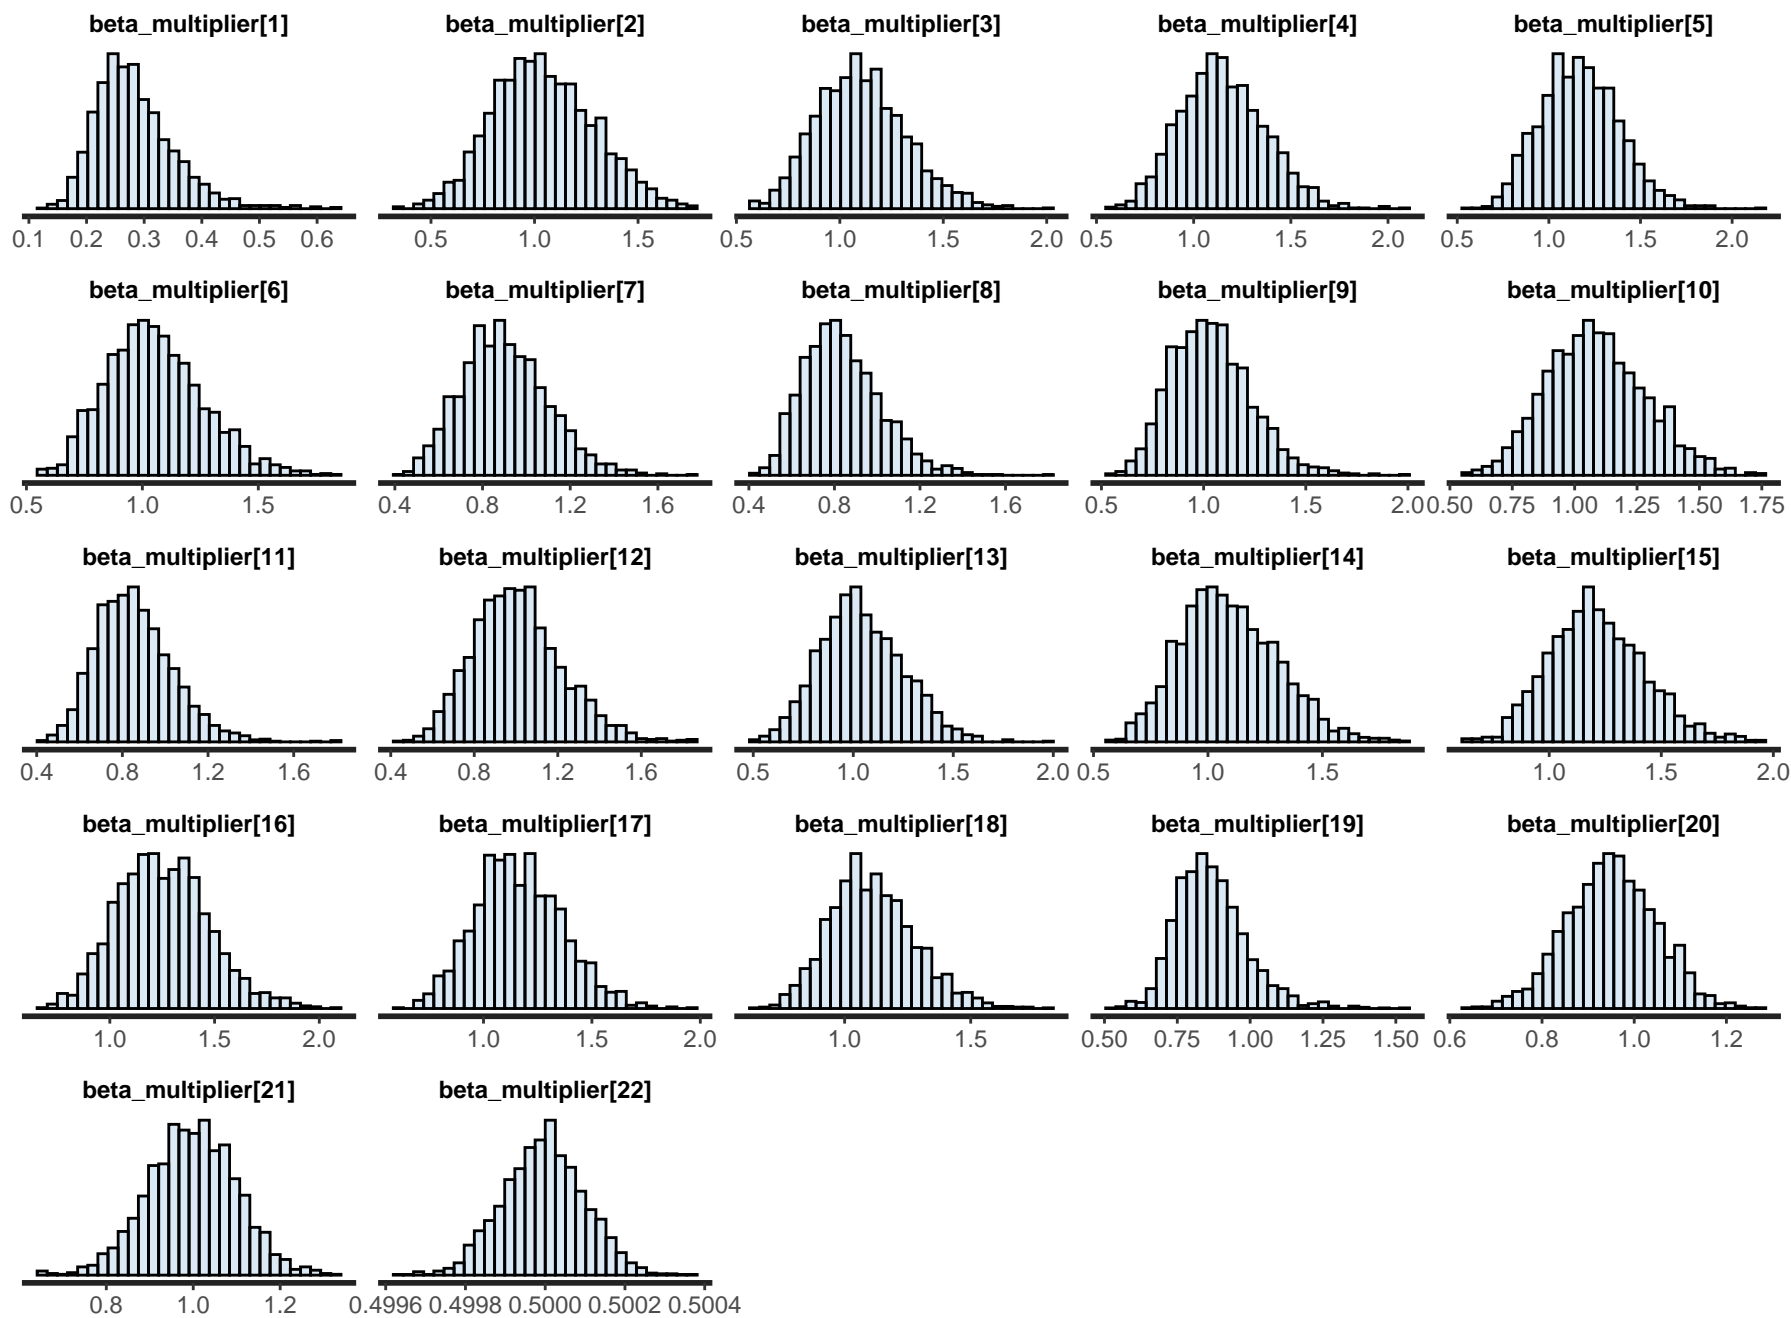 beta_multiplier[1] beta_multiplier[2] beta_multiplier[3] beta_multiplier[4] beta_multiplier[5]
0.1 0.2 0.3 0.4 0.5 0.6 0.5 1.0 1.5 0.5 1.0 1.5 2.0 0.5 1.0 1.5 2.0 0.5 1.0 1.5 2.0
beta_multiplier[6] beta_multiplier[7] beta_multiplier[8] beta_multiplier[9] beta_multiplier[10]
0.5 1.0 1.5 0.4 0.8 1.2 1.6 0.4 0.8 1.2 1.6 0.5 1.0 1.5 2.0 0.50 0.75 1.00 1.25 1.50 1.75
beta_multiplier[11] beta_multiplier[12] beta_multiplier[13] beta_multiplier[14] beta_multiplier[15]
0.4 0.8 1.2 1.6 0.4 0.8 1.2 1.6 0.5 1.0 1.5 2.0 0.5 1.0 1.5 1.0 1.5 2.0
beta_multiplier[16] beta_multiplier[17] beta_multiplier[18] beta_multiplier[19] beta_multiplier[20]
1.0 1.5 2.0 1.0 1.5 2.0 1.0 1.5 0.50 0.75 1.00 1.25 1.50 0.6 0.8 1.0 1.2
beta_multiplier[21] beta_multiplier[22]
0.8 1.0 1.2 0.4996 0.4998 0.5000 0.5002 0.5004